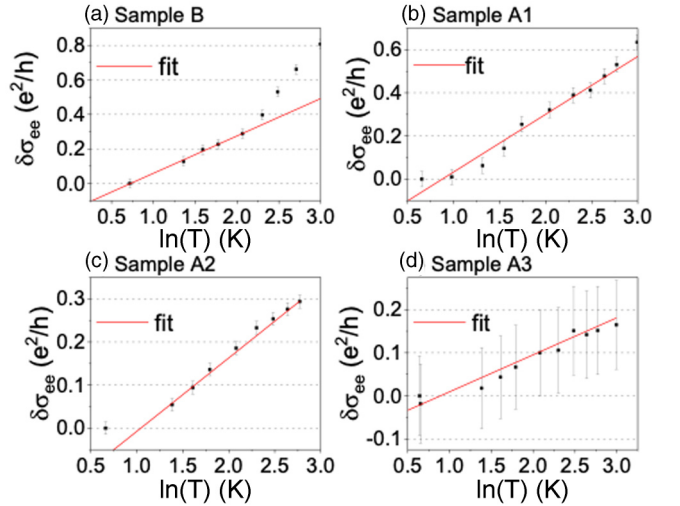 (a) Sample B
0.8
0.6
0.4
0.2
0.0
fit
δσee (e²/h)
0.5 1.0 1.5 2.0 2.5 3.0
ln(T) (K)
(b) Sample A1
0.6
0.4
0.2
0.0
fit
δσee (e²/h)
0.5 1.0 1.5 2.0 2.5 3.0
ln(T) (K)
(c) Sample A2
0.3
0.2
0.1
0.0
fit
δσee (e²/h)
0.5 1.0 1.5 2.0 2.5 3.0
ln(T) (K)
(d) Sample A3
0.2
0.1
0.0
-0.1
fit
δσee (e²/h)
0.5 1.0 1.5 2.0 2.5 3.0
ln(T) (K)